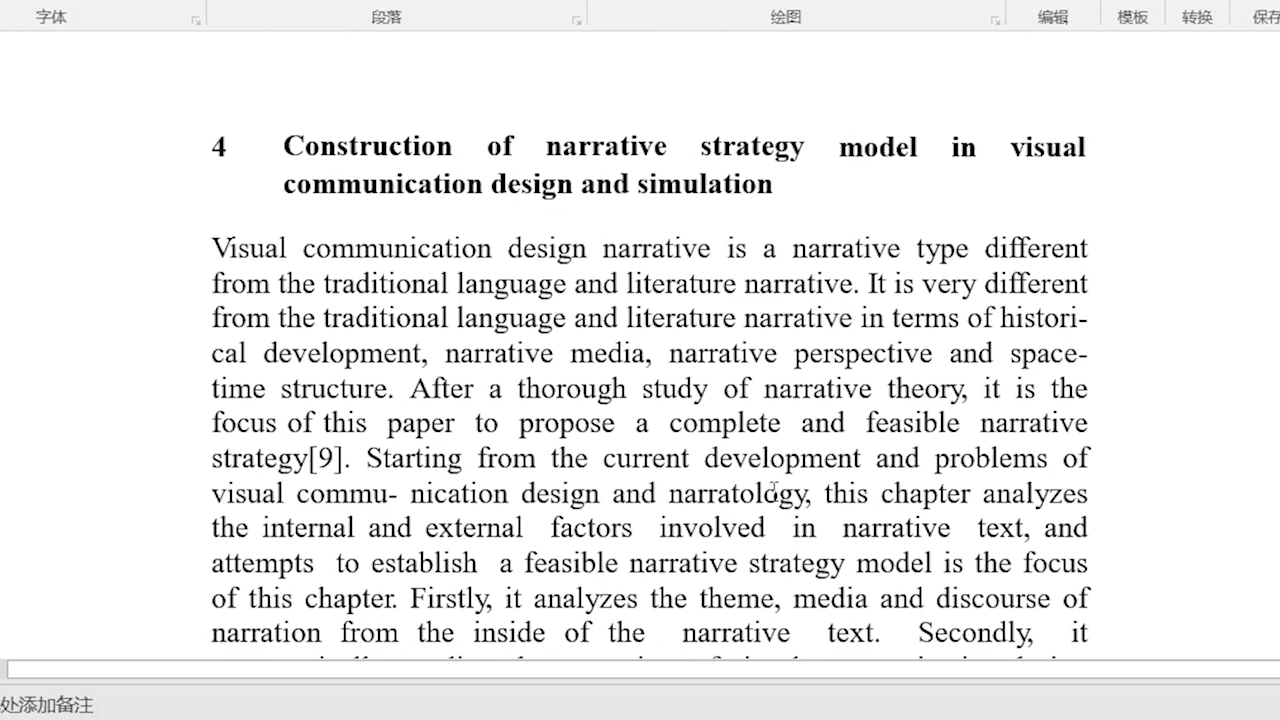 字体 段落 绘图 编辑 模板 转换 保存
4 Construction of narrative strategy model in visual
communication design and simulation
Visual communication design narrative is a narrative type different
from the traditional language and literature narrative. It is very different
from the traditional language and literature narrative in terms of histori-
cal development, narrative media, narrative perspective and space-
time structure. After a thorough study of narrative theory, it is the
focus of this paper to propose a complete and feasible narrative
strategy[9]. Starting from the current development and problems of
visual commu- nication design and narratology, this chapter analyzes
the internal and external factors involved in narrative text, and
attempts to establish a feasible narrative strategy model is the focus
of this chapter. Firstly, it analyzes the theme, media and discourse of
narration from the inside of the narrative text. Secondly, it
处添加备注